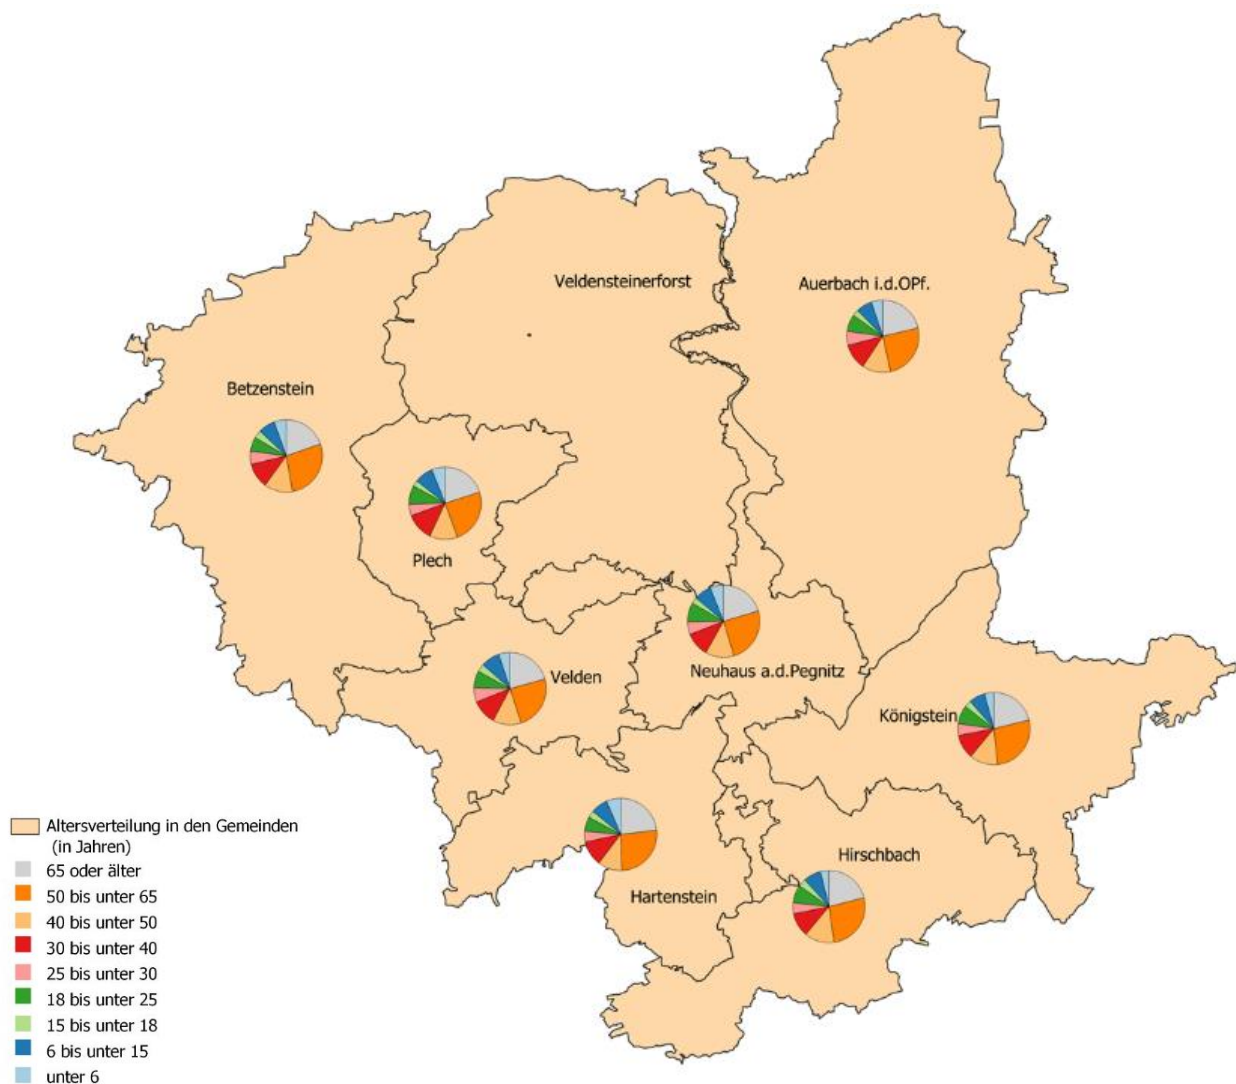 Veldensteinerforst
Auerbach i.d.OPf.
Betzenstein
Plech
Velden
Neuhaus a.d.Pegnitz
Königstein
Hirschbach
Hartenstein
Altersverteilung in den Gemeinden
(in Jahren)
65 oder älter
50 bis unter 65
40 bis unter 50
30 bis unter 40
25 bis unter 30
18 bis unter 25
15 bis unter 18
6 bis unter 15
unter 6